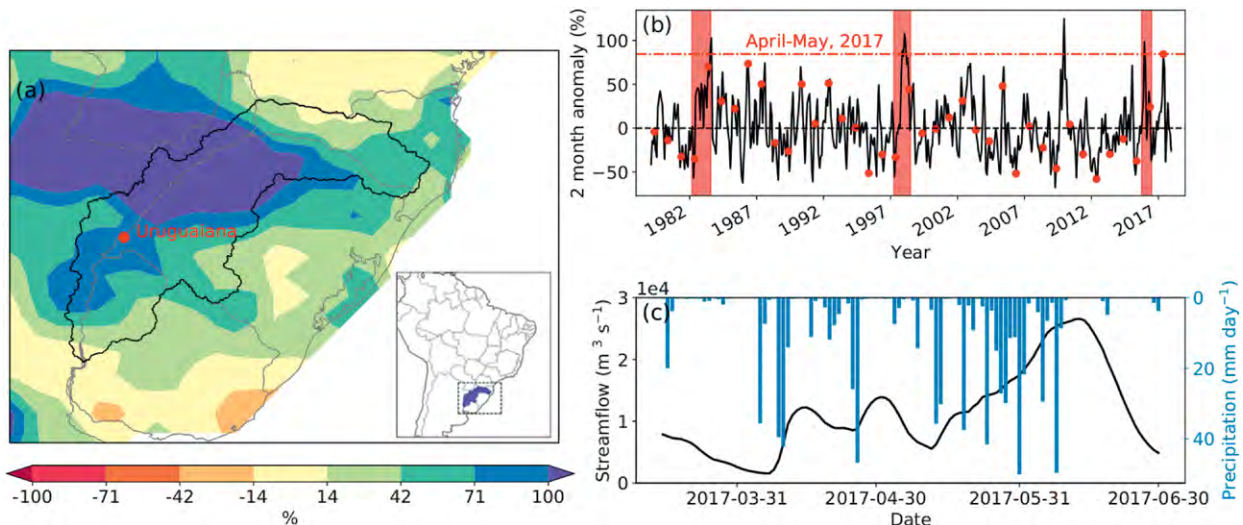 (a)
Uruguaiana
-100 -71 -42 -14 14 42 71 100
%
(b)
April-May, 2017
2 month anomaly (%)
100
50
0
−50
1982 1987 1992 1997 2002 2007 2012 2017
Year
1e4
(c)
Streamflow (m³ s⁻¹)
3
2
1
0
0
20
40
Precipitation (mm day⁻¹)
2017-03-31 2017-04-30 2017-05-31 2017-06-30
Date